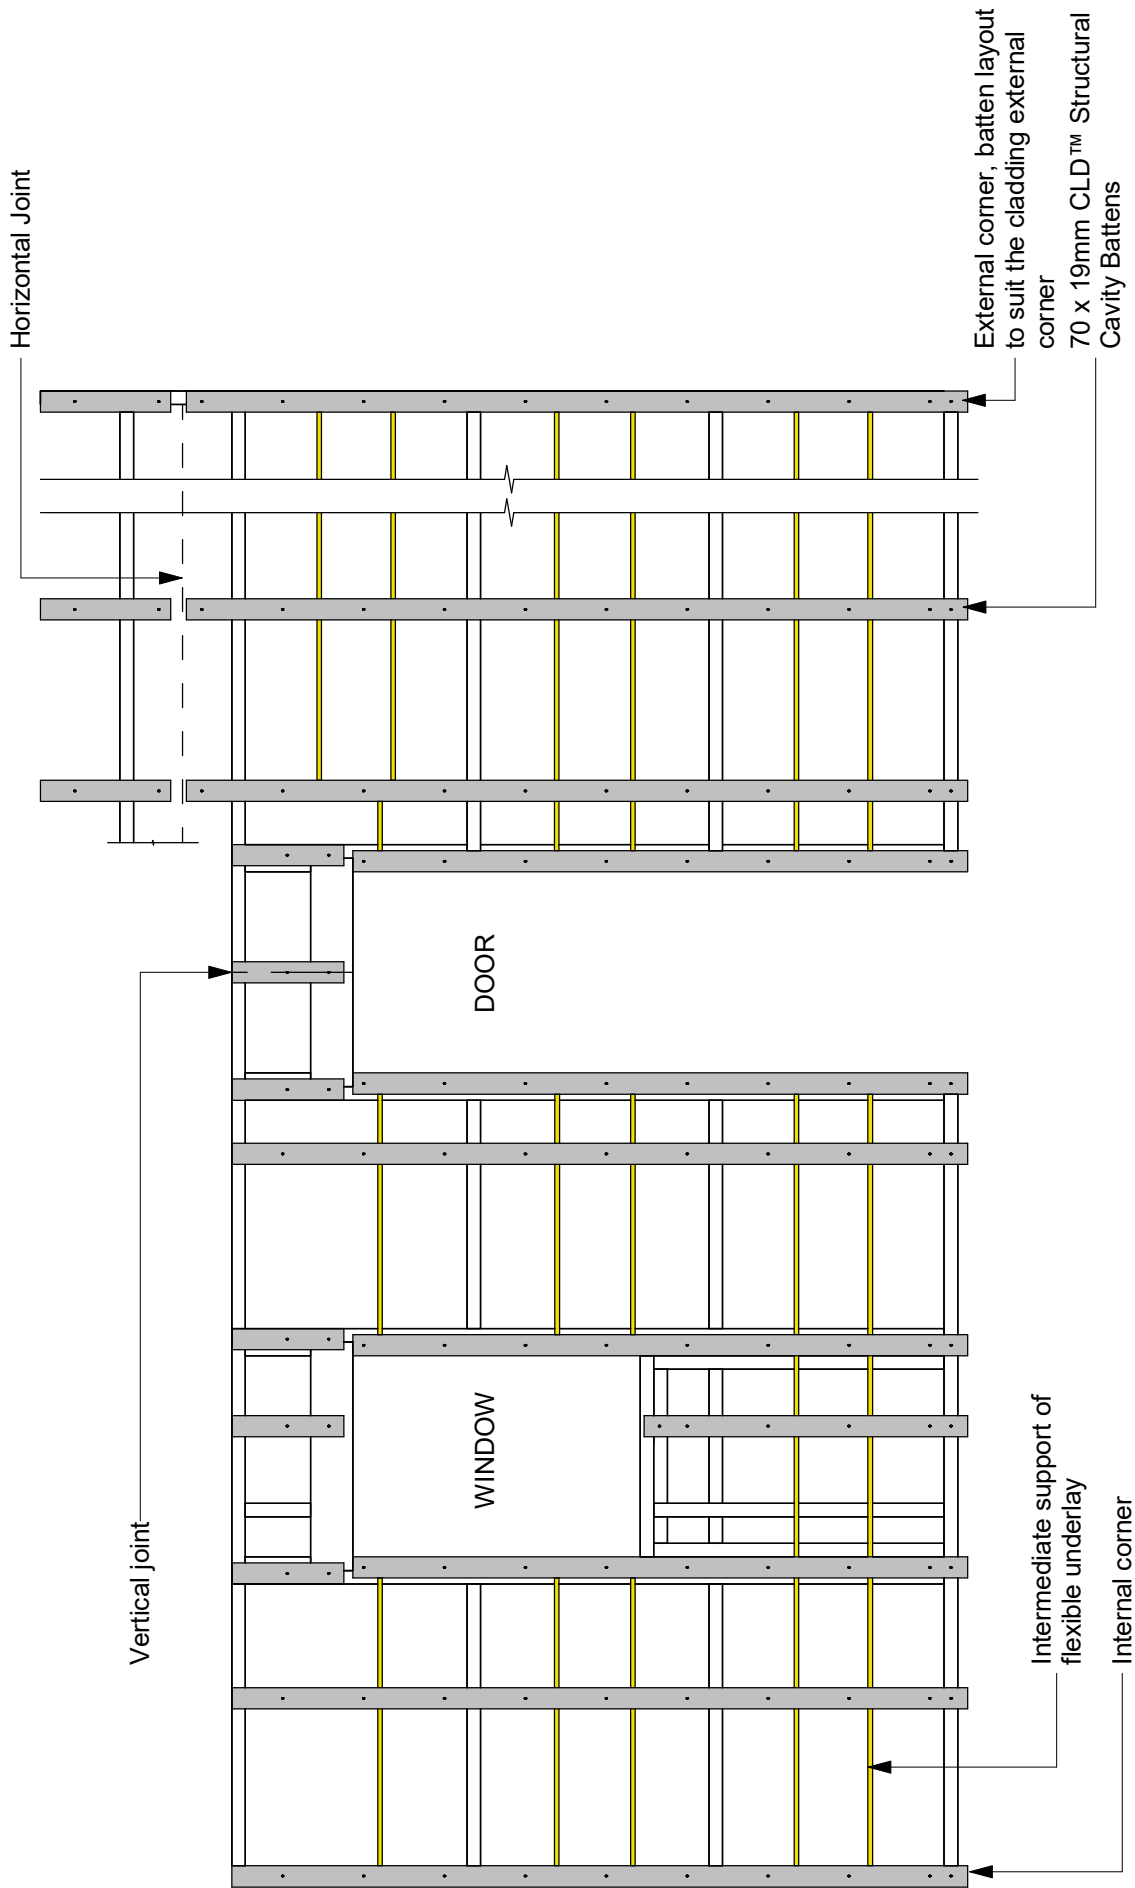 Horizontal Joint
Vertical joint
DOOR
WINDOW
External corner, batten layout
to suit the cladding external
corner
70 x 19mm CLD™ Structural
Cavity Battens
Intermediate support of
flexible underlay
Internal corner